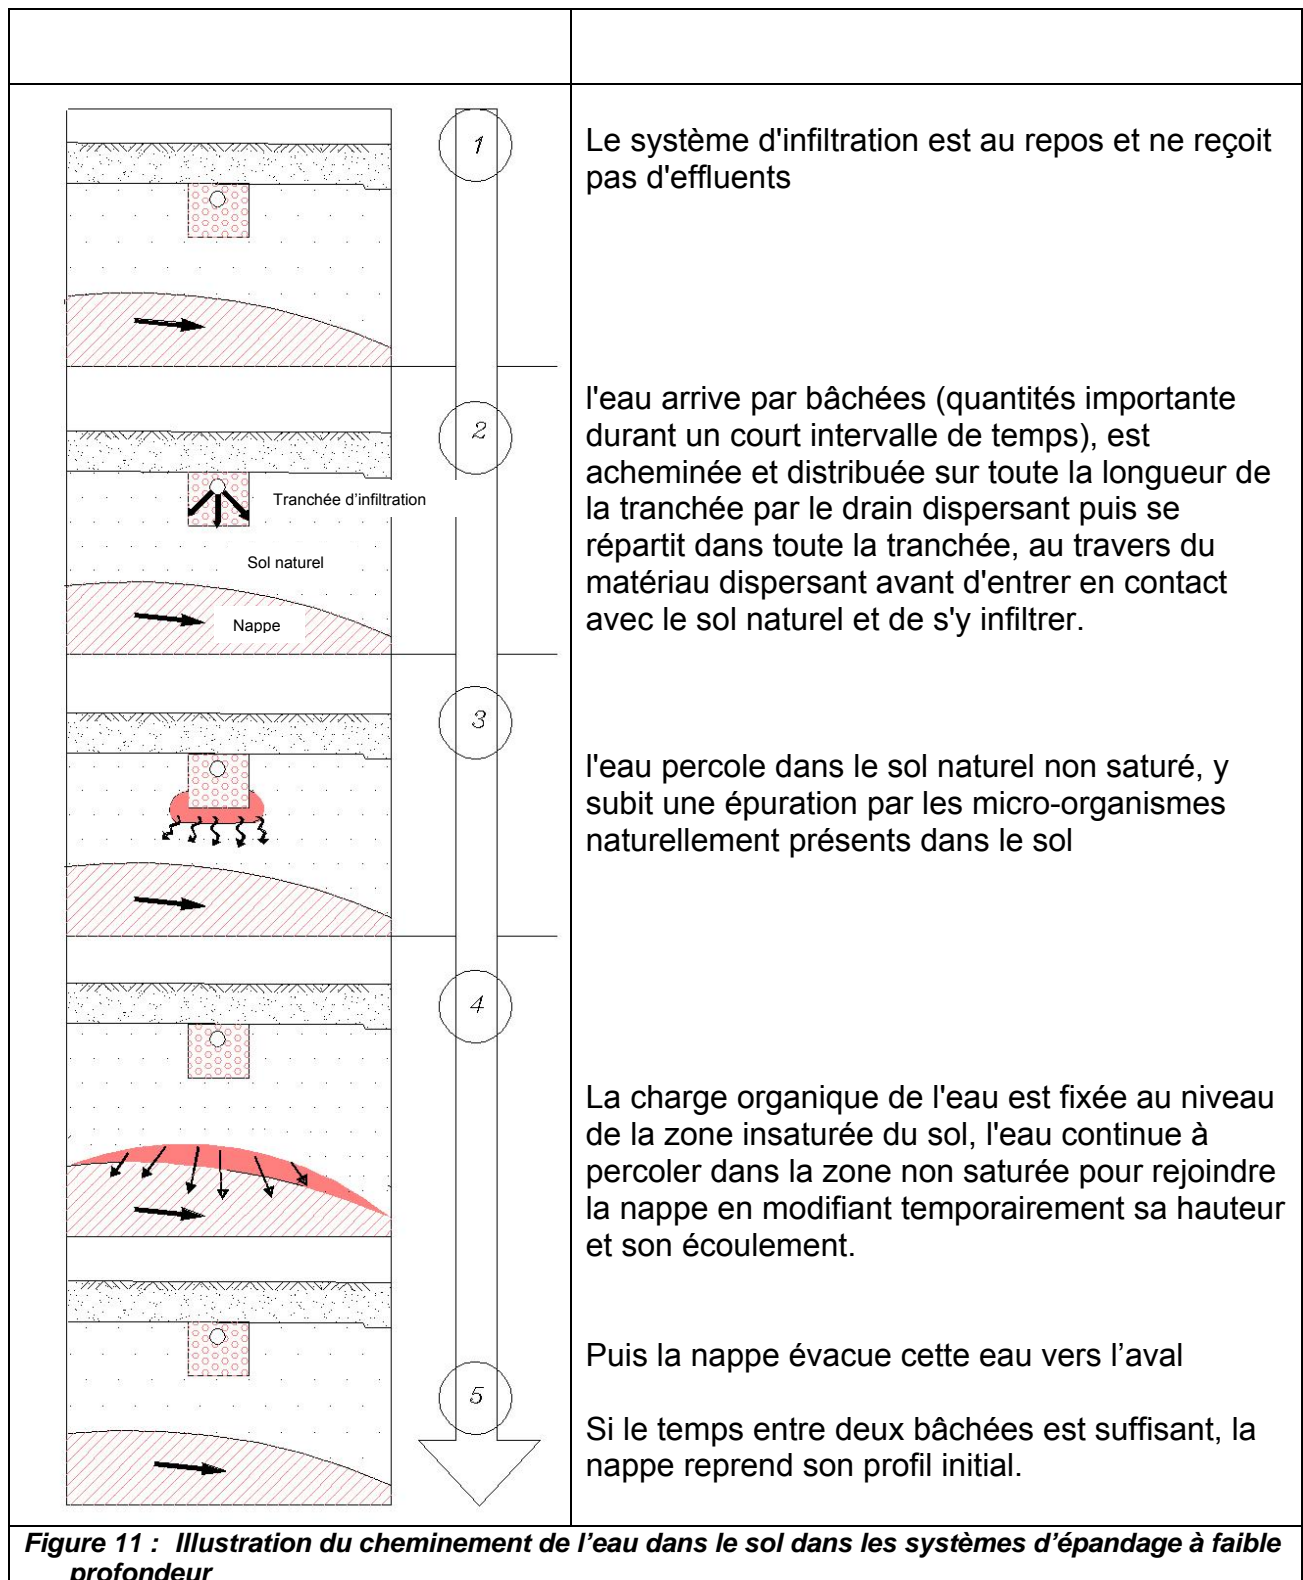 1
Le système d'infiltration est au repos et ne reçoit
pas d'effluents
2
Tranchée d’infiltration
Sol naturel
Nappe
l'eau arrive par bâchées (quantités importante
durant un court intervalle de temps), est
acheminée et distribuée sur toute la longueur de
la tranchée par le drain dispersant puis se
répartit dans toute la tranchée, au travers du
matériau dispersant avant d'entrer en contact
avec le sol naturel et de s'y infiltrer.
3
l'eau percole dans le sol naturel non saturé, y
subit une épuration par les micro-organismes
naturellement présents dans le sol
4
La charge organique de l'eau est fixée au niveau
de la zone insaturée du sol, l'eau continue à
percoler dans la zone non saturée pour rejoindre
la nappe en modifiant temporairement sa hauteur
et son écoulement.
5
Puis la nappe évacue cette eau vers l’aval
Si le temps entre deux bâchées est suffisant, la
nappe reprend son profil initial.
Figure 11 : Illustration du cheminement de l’eau dans le sol dans les systèmes d’épandage à faible
profondeur